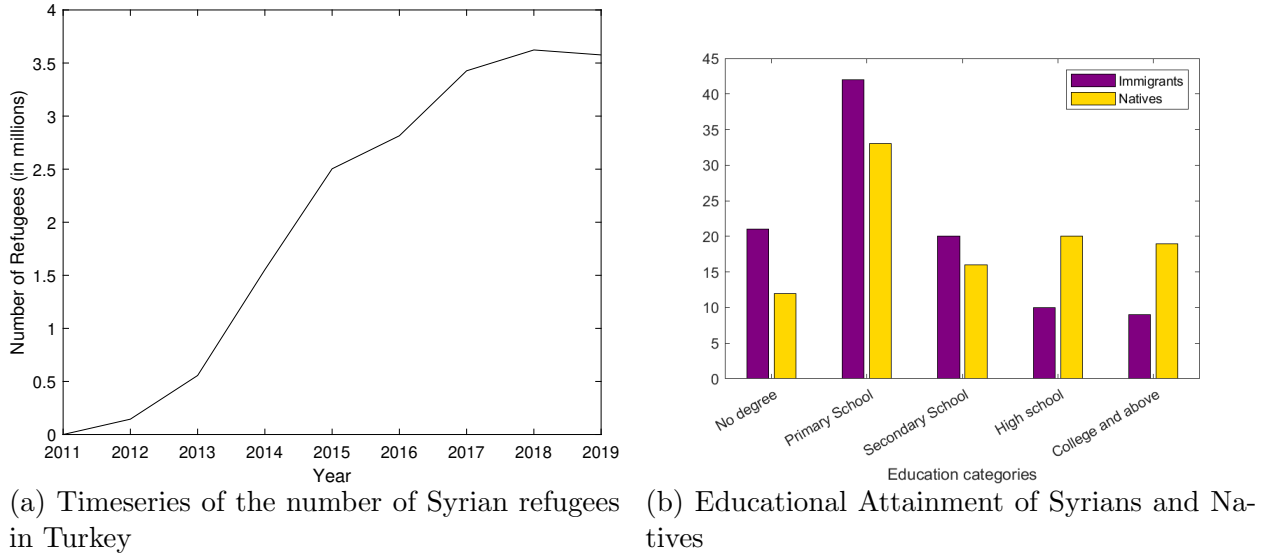 4
3.5
3
2.5
2
1.5
1
0.5
0
Number of Refugees (in millions)
2011 2012 2013 2014 2015 2016 2017 2018 2019
Year
(a) Timeseries of the number of Syrian refugees
in Turkey
45
40
35
30
25
20
15
10
5
0
Immigrants
Natives
No degree
Primary School
Secondary School
High school
College and above
Education categories
(b) Educational Attainment of Syrians and Na-
tives